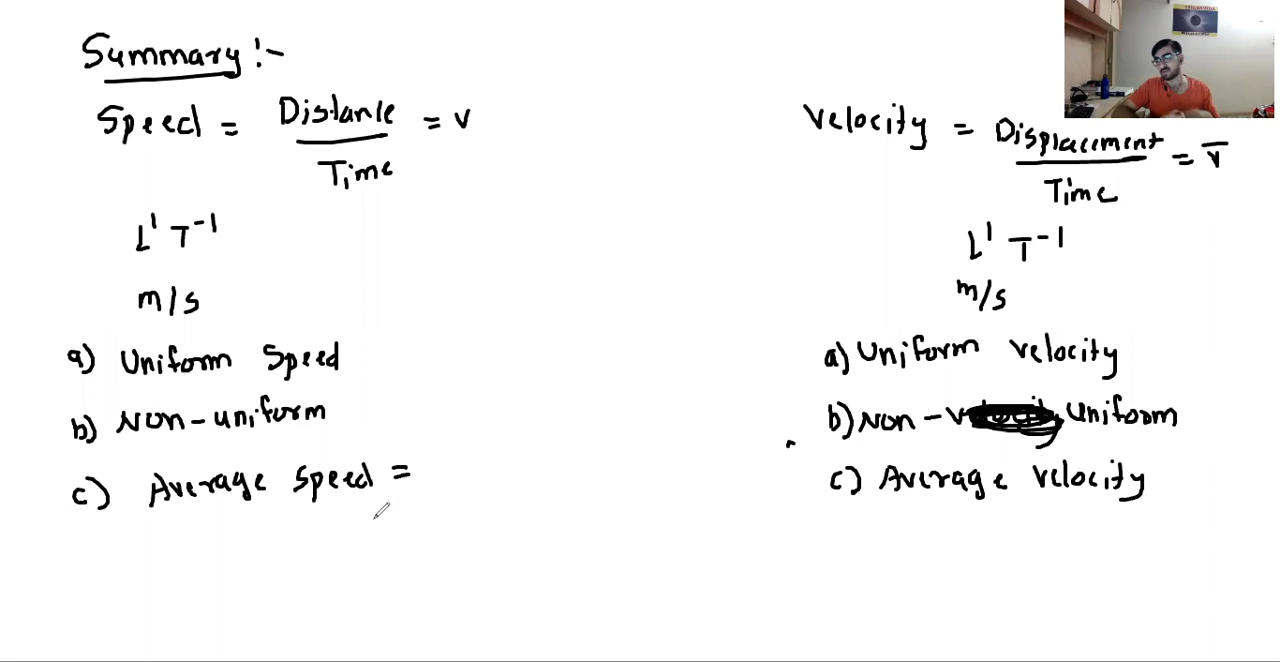 Summary :-
Speed = Distance / Time = v
L¹ T⁻¹
m/s
a) Uniform Speed
b) Non-uniform
c) Average Speed =
Velocity = Displacement / Time = v̅
L¹ T⁻¹
m/s
a) Uniform velocity
b) Non- Uniform
c) Average velocity